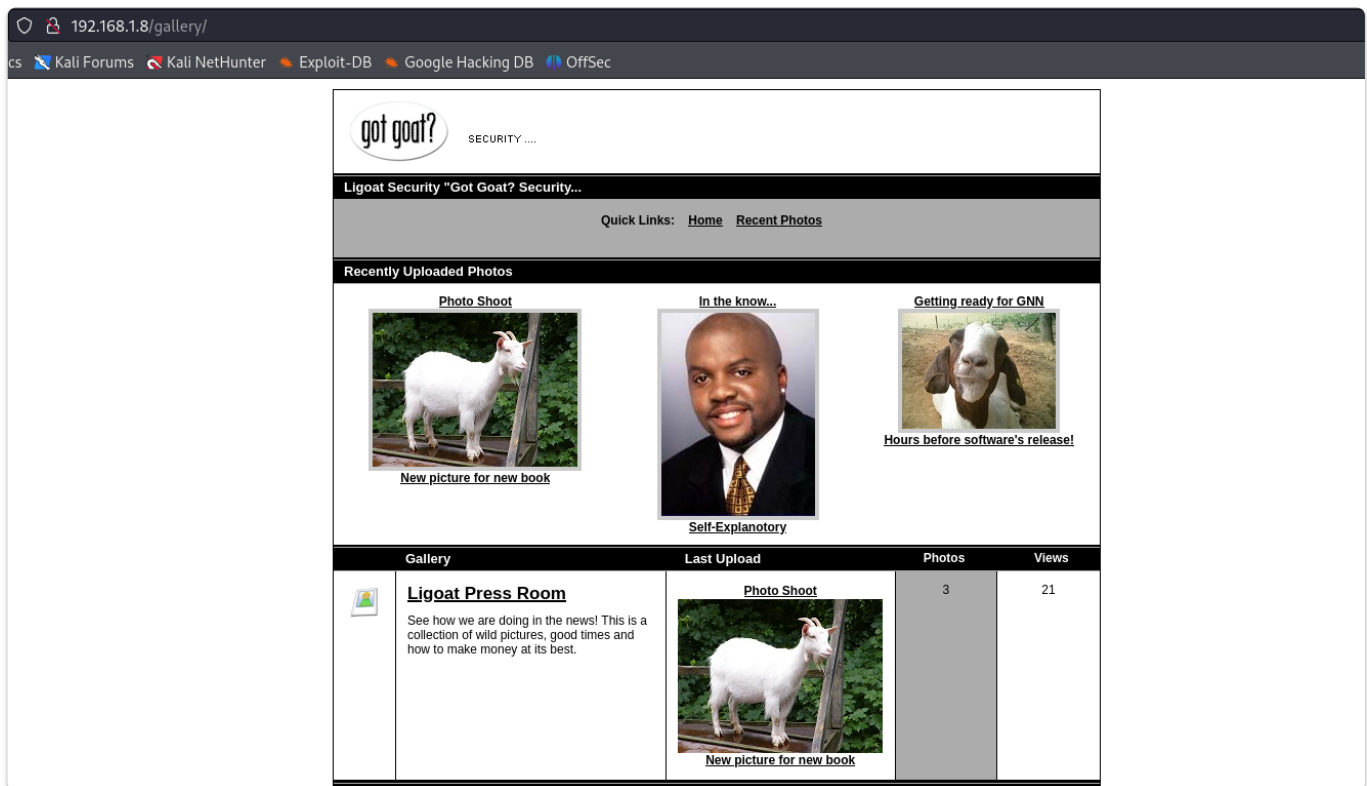 192.168.1.8/gallery/
cs Kali Forums Kali NetHunter Exploit-DB Google Hacking DB OffSec
got goat? SECURITY ....
Ligoat Security "Got Goat? Security...
Quick Links: Home Recent Photos
Recently Uploaded Photos
Photo Shoot In the know... Getting ready for GNN
Hours before software's release!
New picture for new book
Self-Explanotory
Gallery Last Upload Photos Views
Ligoat Press Room Photo Shoot 3 21
See how we are doing in the news! This is a
collection of wild pictures, good times and
how to make money at its best.
New picture for new book